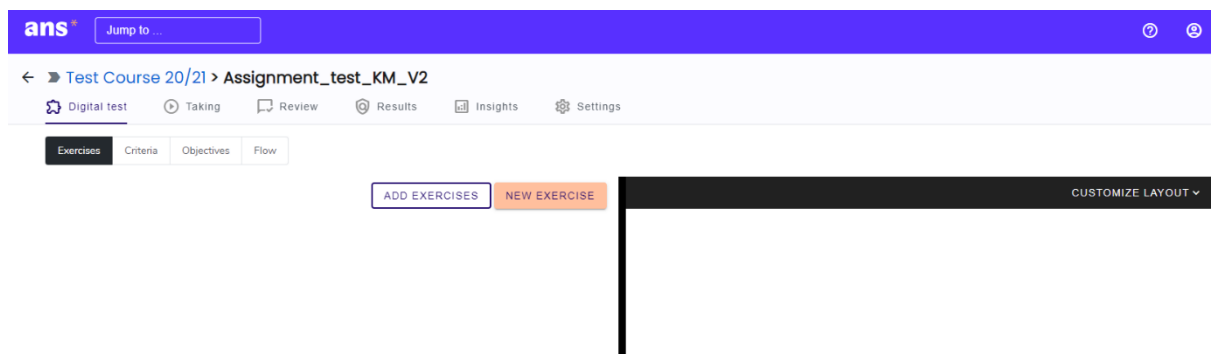 ans* Jump to ...
Test Course 20/21 > Assignment_test_KM_V2
Digital test Taking Review Results Insights Settings
Exercises Criteria Objectives Flow
ADD EXERCISES NEW EXERCISE CUSTOMIZE LAYOUT